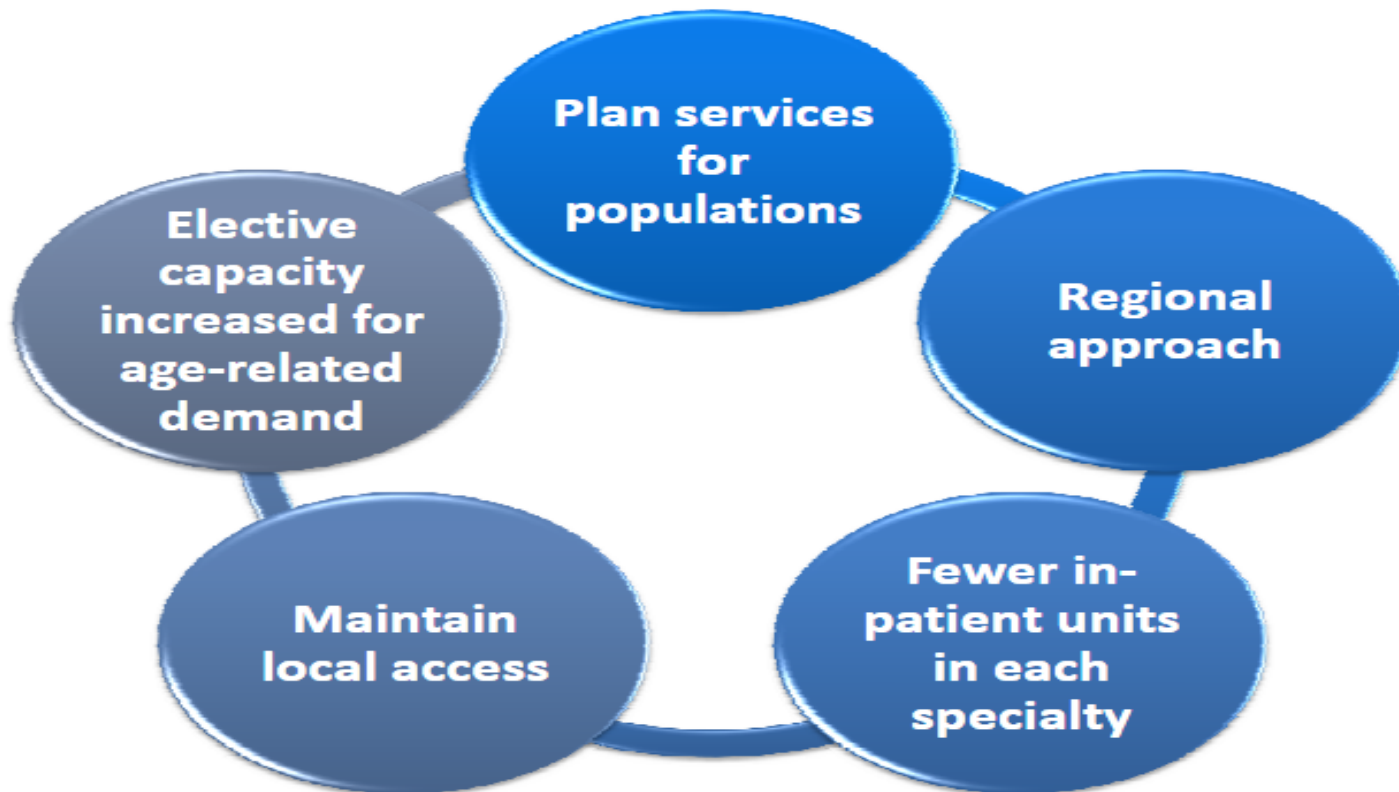 Plan services
for
populations
Regional
approach
Fewer in-
patient units
in each
specialty
Maintain
local access
Elective
capacity
increased for
age-related
demand